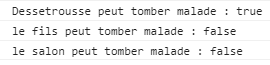 Dessetrousse peut tomber malade : true
le fils peut tomber malade : false
le salon peut tomber malade : false